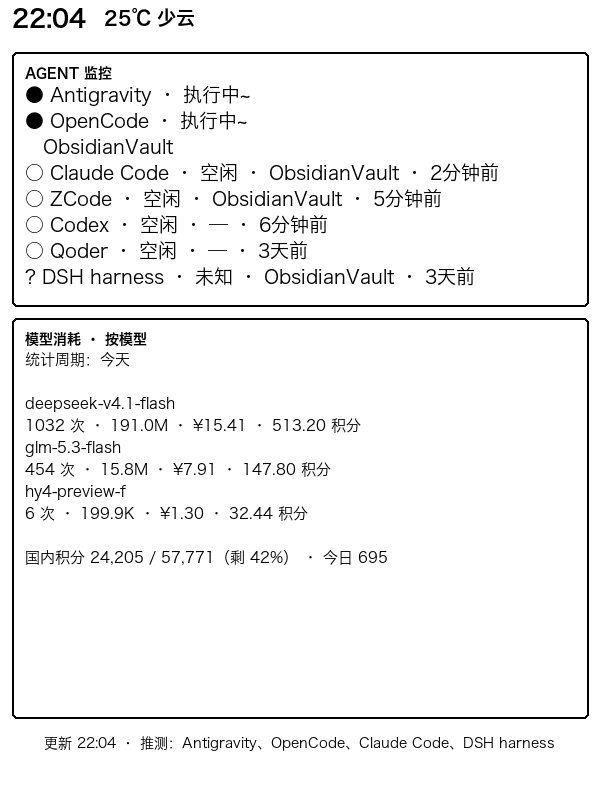 22:04 25℃ 少云
AGENT 监控
● Antigravity · 执行中~
● OpenCode · 执行中~
ObsidianVault
○ Claude Code · 空闲 · ObsidianVault · 2分钟前
○ ZCode · 空闲 · ObsidianVault · 5分钟前
○ Codex · 空闲 · — · 6分钟前
○ Qoder · 空闲 · — · 3天前
? DSH harness · 未知 · ObsidianVault · 3天前
模型消耗 · 按模型
统计周期: 今天
deepseek-v4.1-flash
1032 次 · 191.0M · ¥15.41 · 513.20 积分
glm-5.3-flash
454 次 · 15.8M · ¥7.91 · 147.80 积分
hy4-preview-f
6 次 · 199.9K · ¥1.30 · 32.44 积分
国内积分 24,205 / 57,771（剩 42%） · 今日 695
更新 22:04 · 推测: Antigravity、OpenCode、Claude Code、DSH harness